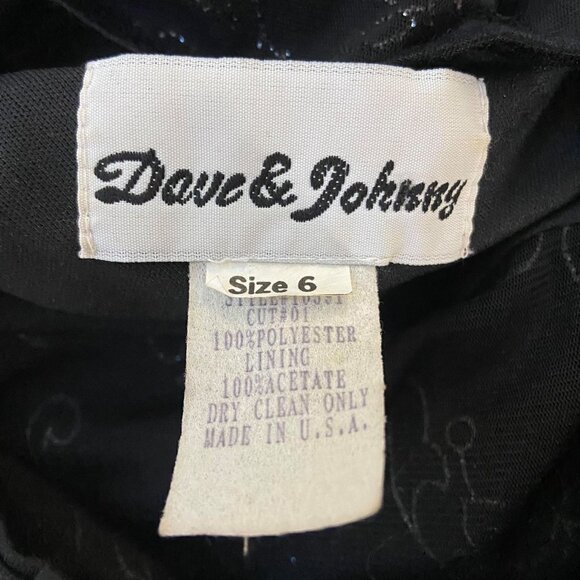 Dave & Johnny
Size 6
CUT#01
100%POLYESTER
LINING
100%ACETATE
DRY CLEAN ONLY
MADE IN U.S.A.